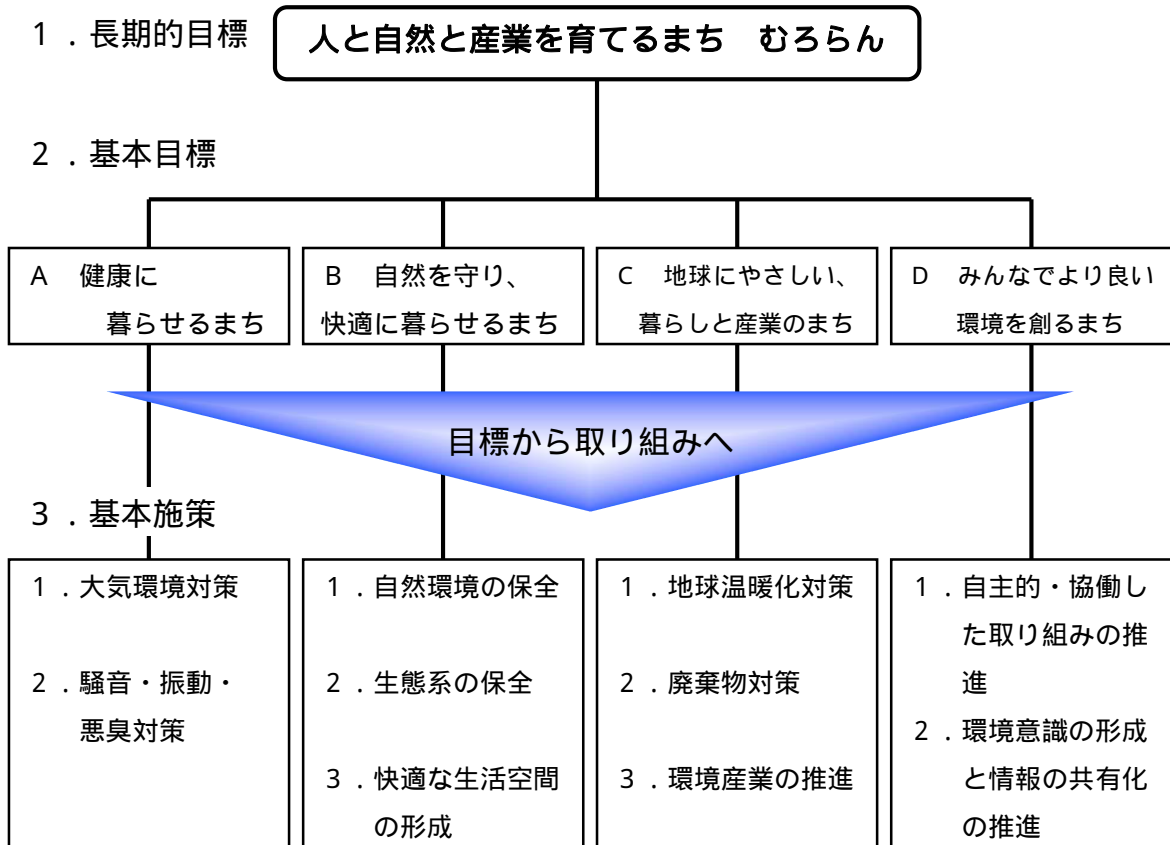 １．長期的目標
人と自然と産業を育てるまち　むろらん
２．基本目標
A　健康に
暮らせるまち
B　自然を守り、
快適に暮らせるまち
C　地球にやさしい、
暮らしと産業のまち
D　みんなでより良い
環境を創るまち
目標から取り組みへ
３．基本施策
１．大気環境対策
２．騒音・振動・
悪臭対策
１．自然環境の保全
２．生態系の保全
３．快適な生活空間
の形成
１．地球温暖化対策
２．廃棄物対策
３．環境産業の推進
１．自主的・協働し
た取り組みの推
進
２．環境意識の形成
と情報の共有化
の推進